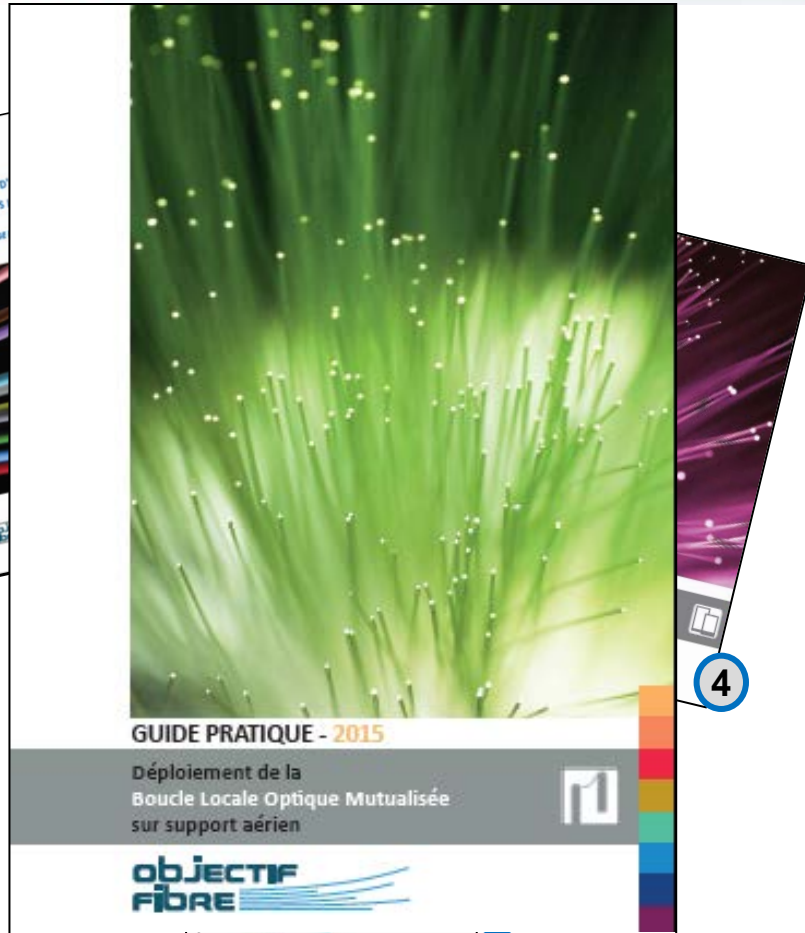 GUIDE PRATIQUE - 2015
Déploiement de la
Boucle Locale Optique Mutualisée
sur support aérien
OBJECTIF
FIBRE
4